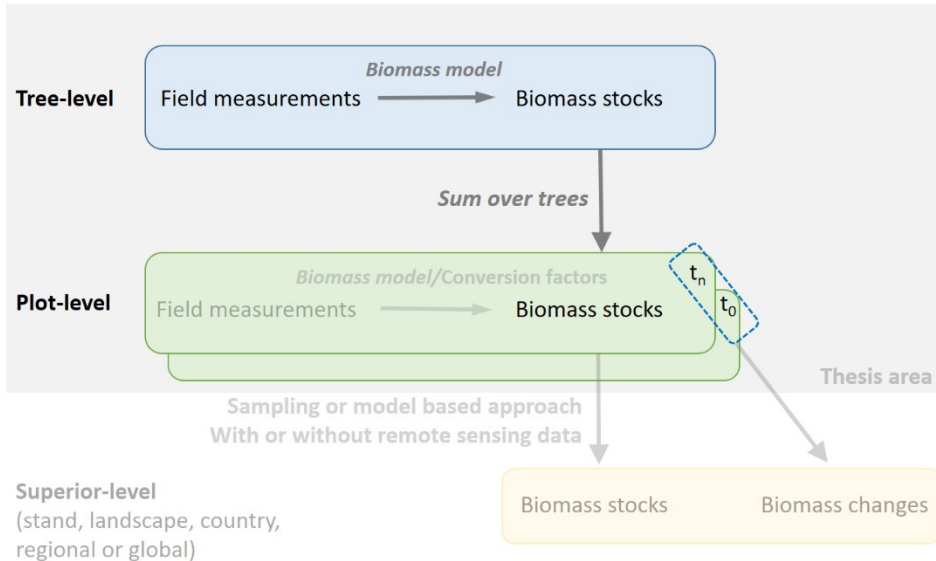 Biomass model
Tree-level
Field measurements
Biomass stocks
Sum over trees
Biomass model/Conversion factors
Plot-level
Field measurements
Biomass stocks
tn
t0
Thesis area
Sampling or model based approach
With or without remote sensing data
Superior-level
(stand, landscape, country,
regional or global)
Biomass stocks
Biomass changes